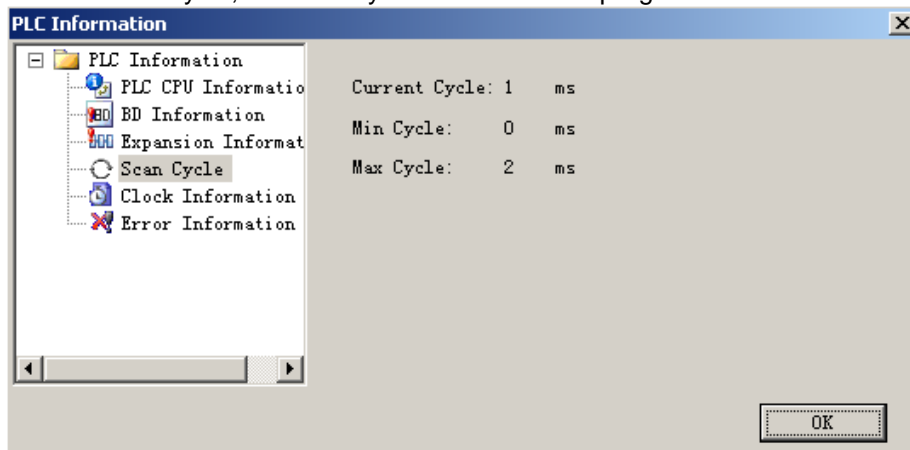 PLC Information
PLC Information
PLC CPU Informatio
BD Information
Expansion Informat
Scan Cycle
Clock Information
Error Information
Current Cycle: 1 ms
Min Cycle: 0 ms
Max Cycle: 2 ms
OK